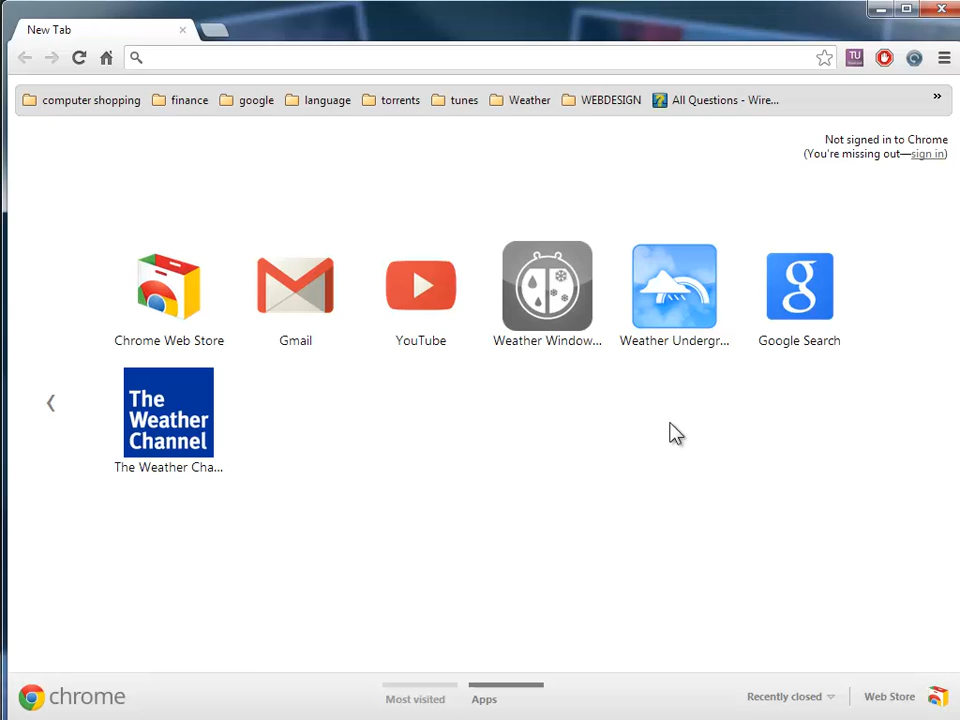 New Tab
computer shopping finance google language torrents tunes Weather WEBDESIGN All Questions - Wire...
Not signed in to Chrome
(You're missing out—sign in)
Chrome Web Store Gmail YouTube Weather Window... Weather Undergr... Google Search
g
The
Weather
Channel
The Weather Cha...
chrome Most visited Apps Recently closed Web Store
TU